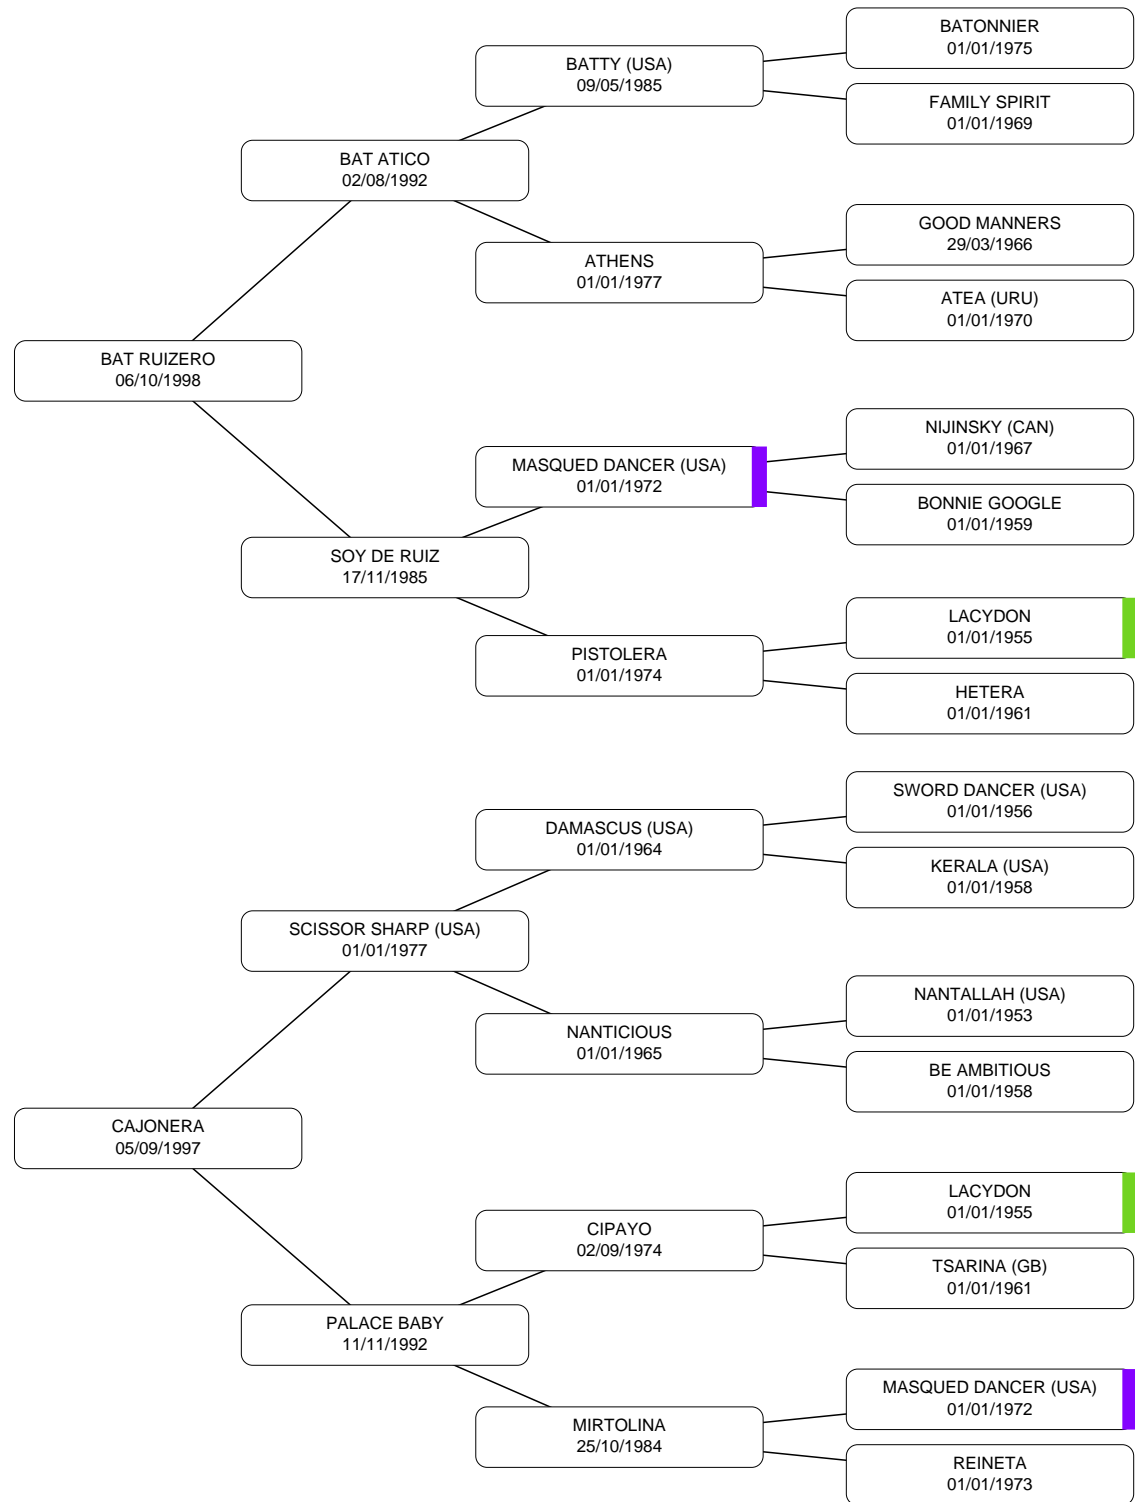 BATONNIER
01/01/1975
BATTY (USA)
09/05/1985
FAMILY SPIRIT
01/01/1969
BAT ATICO
02/08/1992
GOOD MANNERS
29/03/1966
ATHENS
01/01/1977
ATEA (URU)
01/01/1970
BAT RUIZERO
06/10/1998
NIJINSKY (CAN)
01/01/1967
MASQUED DANCER (USA)
01/01/1972
BONNIE GOOGLE
01/01/1959
SOY DE RUIZ
17/11/1985
LACYDON
01/01/1955
PISTOLERA
01/01/1974
HETERA
01/01/1961
SWORD DANCER (USA)
01/01/1956
DAMASCUS (USA)
01/01/1964
KERALA (USA)
01/01/1958
SCISSOR SHARP (USA)
01/01/1977
NANTALLAH (USA)
01/01/1953
NANTICIOUS
01/01/1965
BE AMBITIOUS
01/01/1958
CAJONERA
05/09/1997
LACYDON
01/01/1955
CIPAYO
02/09/1974
TSARINA (GB)
01/01/1961
PALACE BABY
11/11/1992
MASQUED DANCER (USA)
01/01/1972
MIRTOLINA
25/10/1984
REINETA
01/01/1973